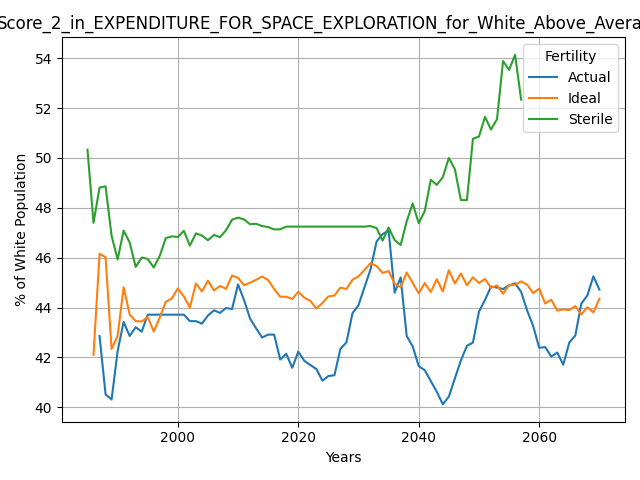 Score_2_in_EXPENDITURE_FOR_SPACE_EXPLORATION_for_White_Above_Avera
54
52
50
48
46
44
42
40
% of White Population
Fertility
Actual
Ideal
Sterile
2000 2020 2040 2060
Years